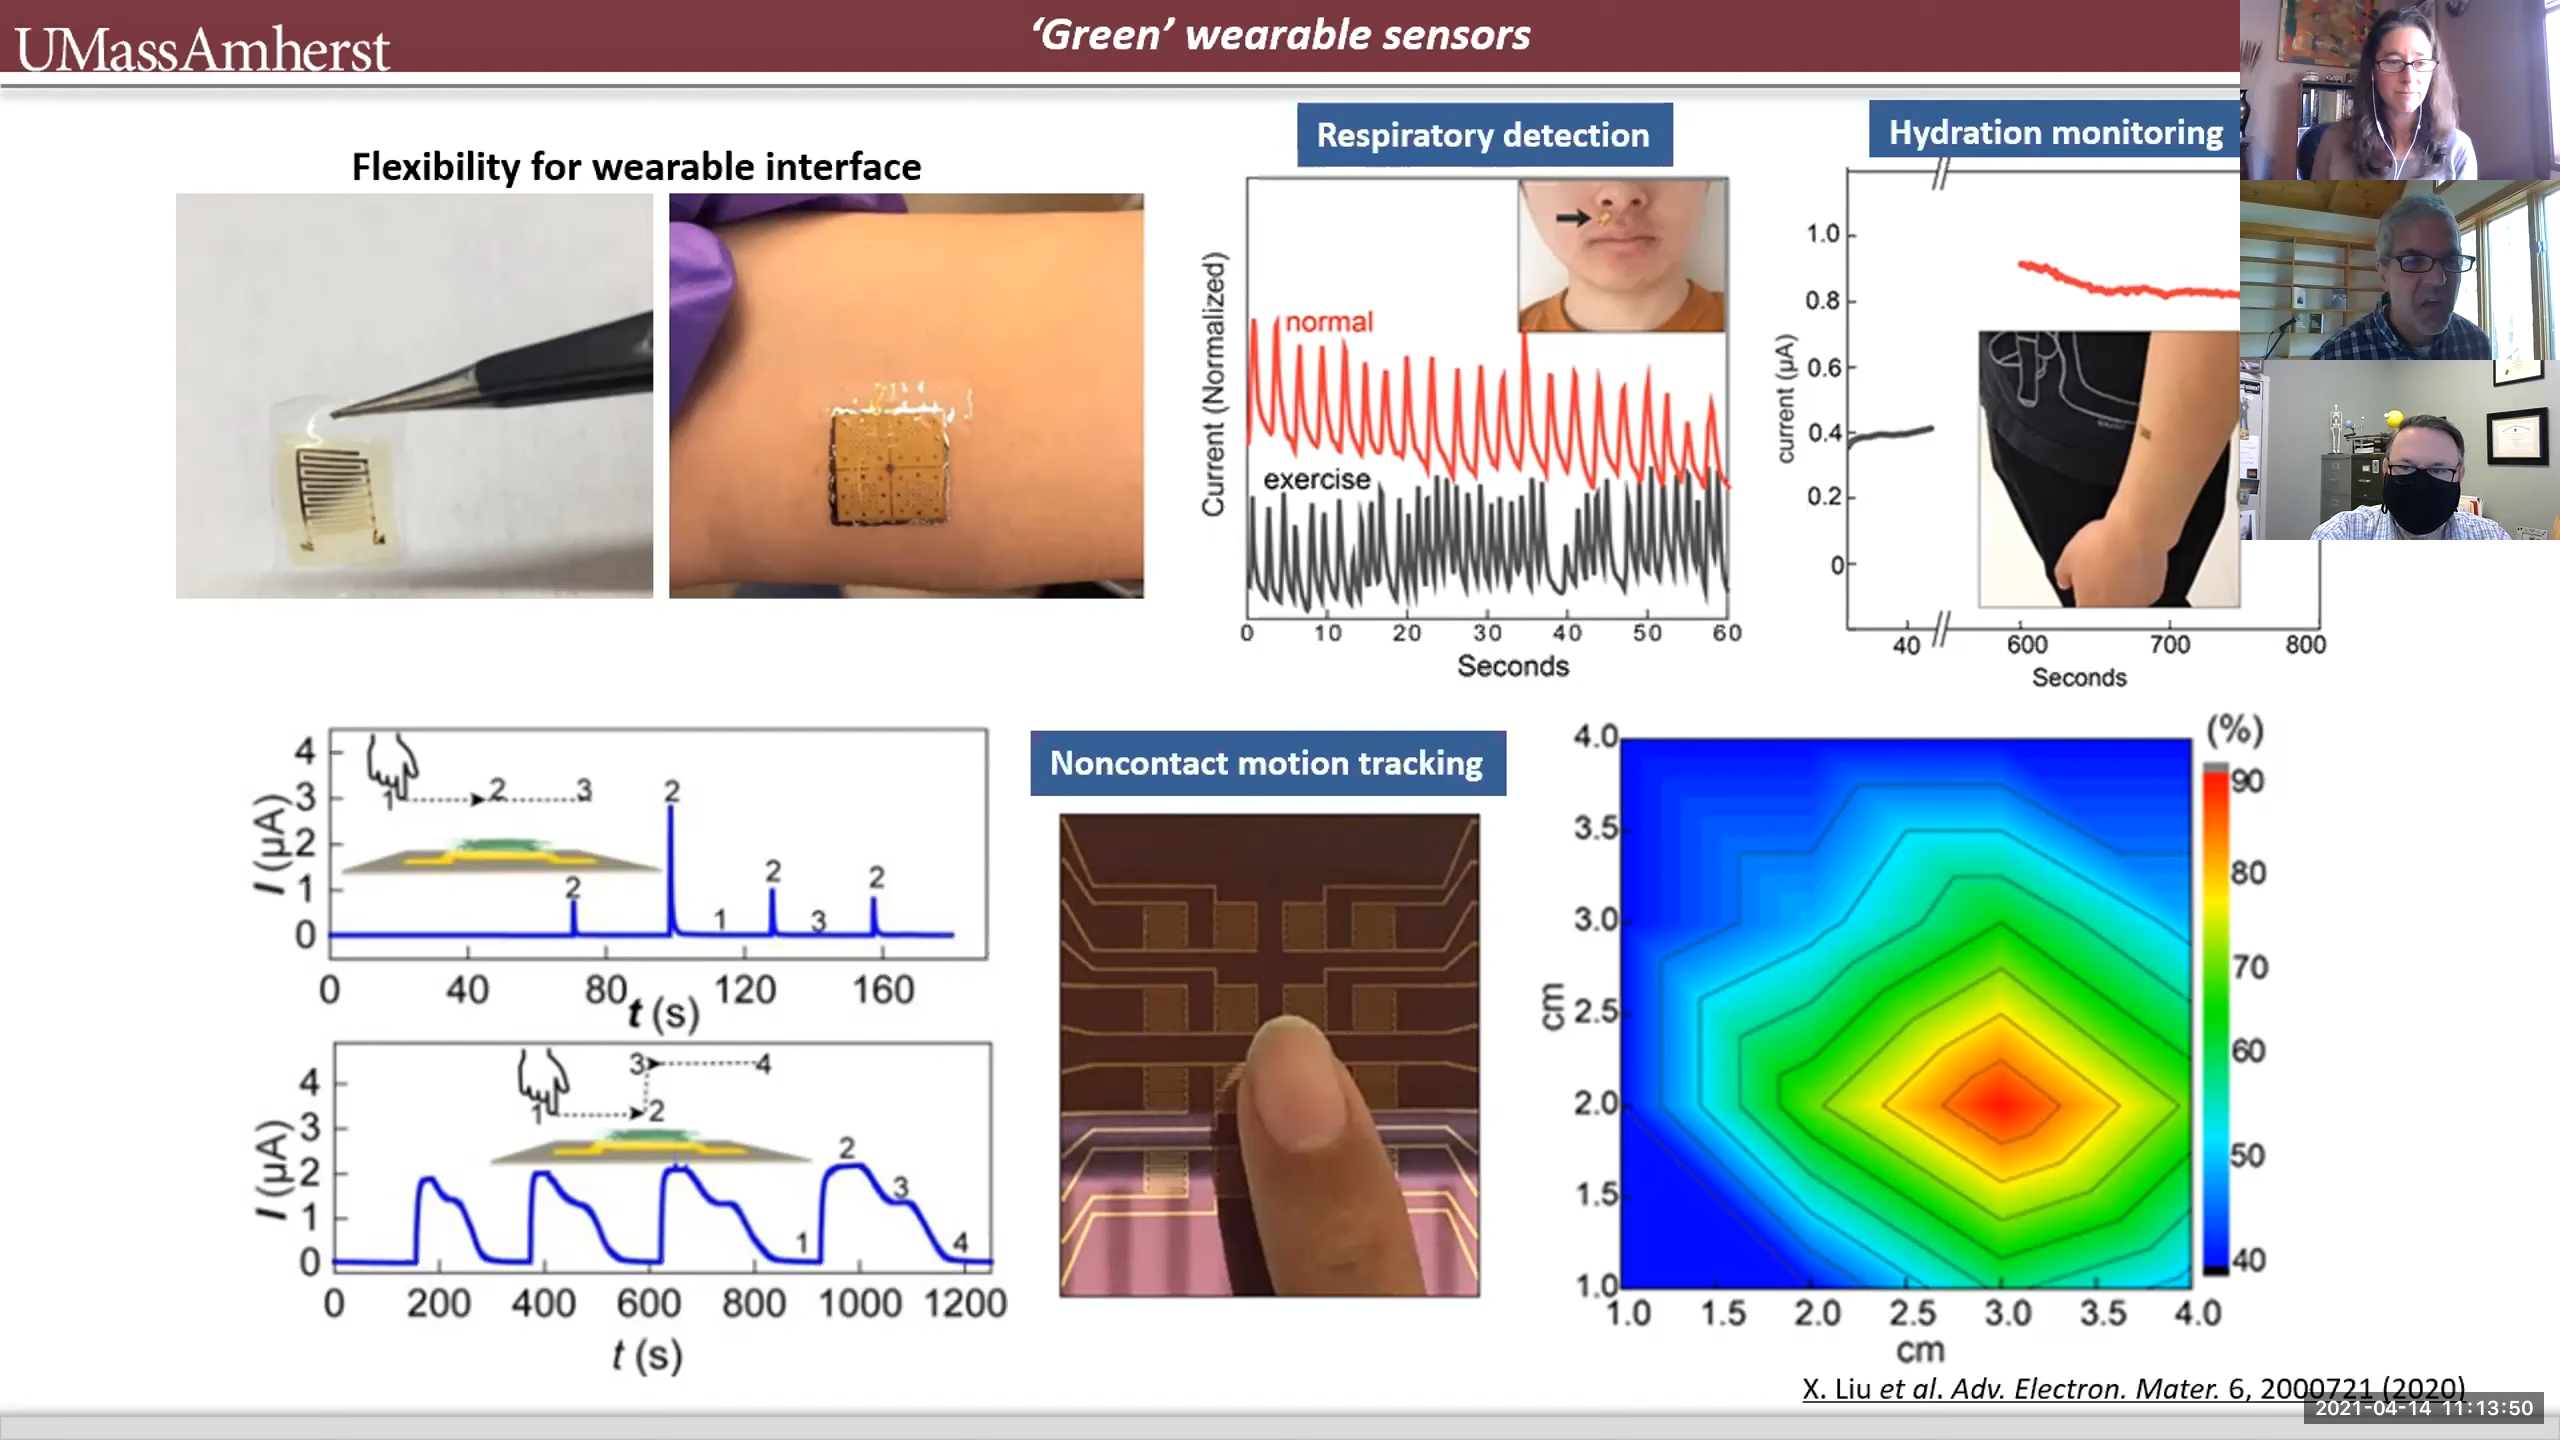 UMassAmherst
‘Green’ wearable sensors
Flexibility for wearable interface
Respiratory detection
Current (Normalized)
normal
exercise
0 10 20 30 40 50 60
Seconds
Hydration monitoring
current (µA)
1.0
0.8
0.6
0.4
0.2
0
40 600 700 800
Seconds
I (µA)
4
3
2
1
0
1 2 3
2 2 2 2
1 3
0 40 80 120 160
t (s)
I (µA)
4
3
2
1
0
3 4
1 2
2
3
1 4
0 200 400 600 800 1000 1200
t (s)
Noncontact motion tracking
cm
4.0
3.5
3.0
2.5
2.0
1.5
1.0
1.0 1.5 2.0 2.5 3.0 3.5 4.0
cm
(%)
90
80
70
60
50
40
X. Liu et al. Adv. Electron. Mater. 6, 2000721 (2020)
2021-04-14 11:13:50